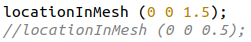 locationInMesh (0 0 1.5);
//locationInMesh (0 0 0.5);